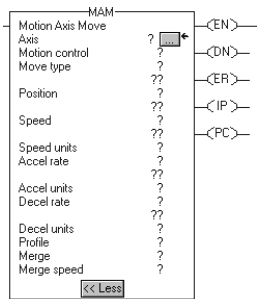 MAM
Motion Axis Move
EN
Axis ? ...
DN
Motion control ?
Move type ?
??
ER
Position ?
??
IP
Speed ?
??
PC
Speed units ?
Accel rate ?
??
Accel units ?
Decel rate ?
??
Decel units ?
Profile ?
Merge ?
Merge speed ?
<< Less